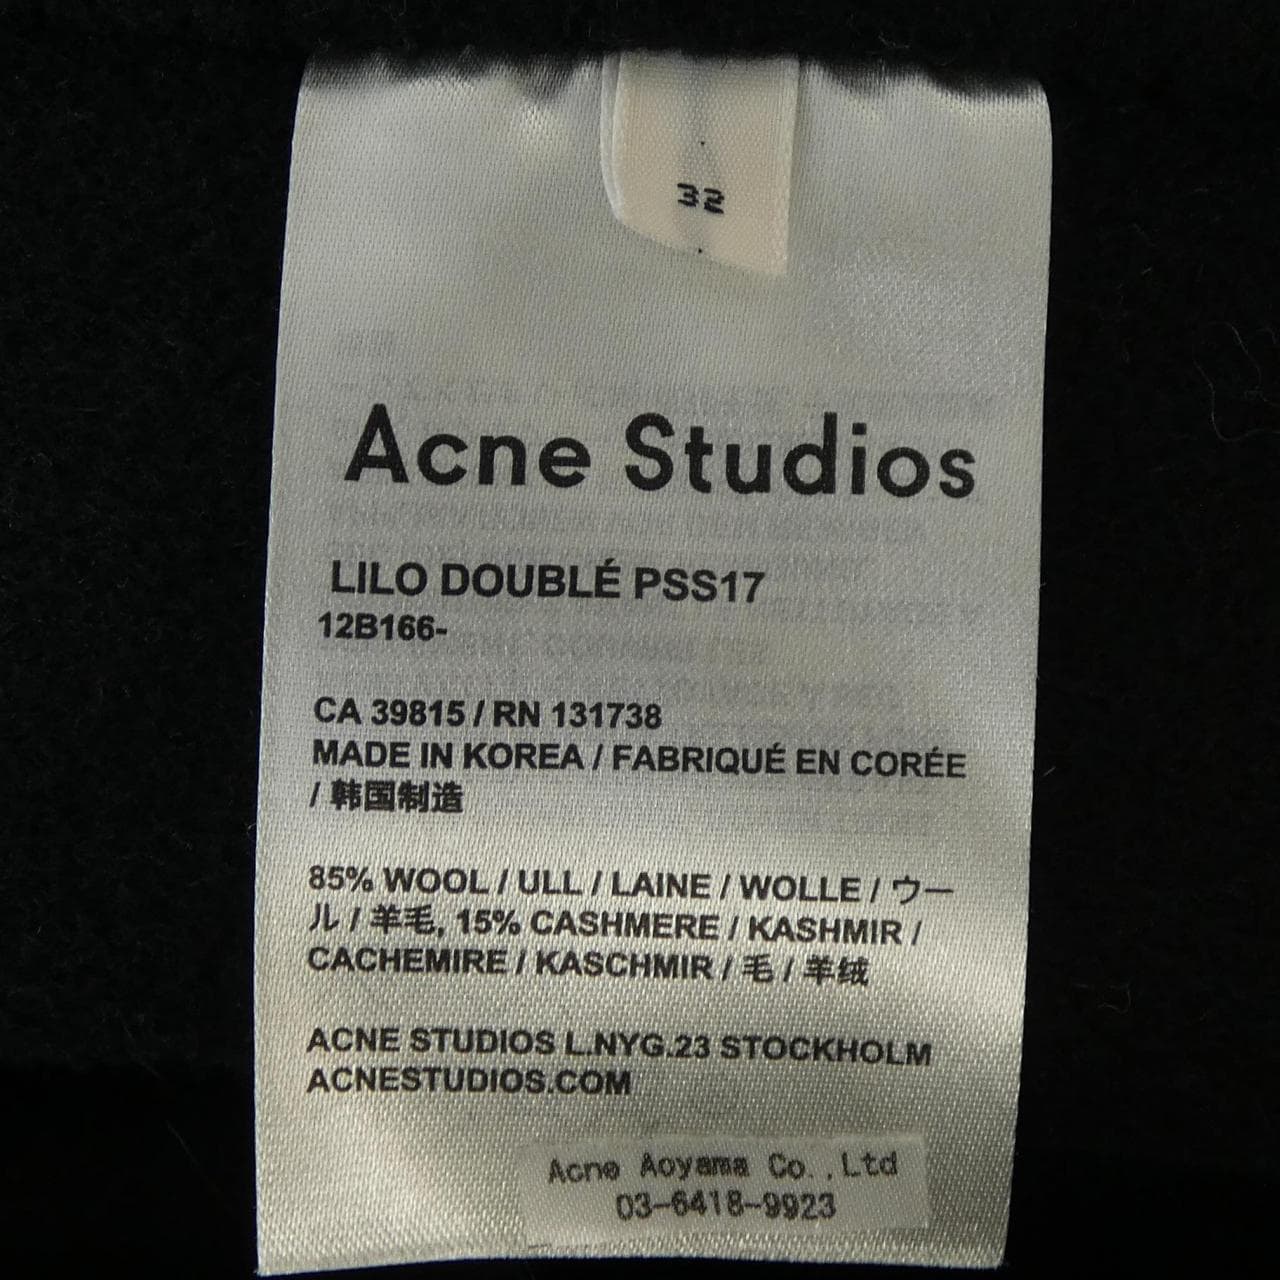 32
Acne Studios
LILO DOUBLÉ PSS17
12B166-
CA 39815 / RN 131738
MADE IN KOREA / FABRIQUÉ EN CORÉE
/ 韩国制造
85% WOOL / ULL / LAINE / WOLLE / ウー
ル / 羊毛, 15% CASHMERE / KASHMIR /
CACHEMIRE / KASCHMIR / 毛 / 羊绒
ACNE STUDIOS L.NYG.23 STOCKHOLM
ACNESTUDIOS.COM
Acne Aoyama Co.,Ltd
03-6418-9923